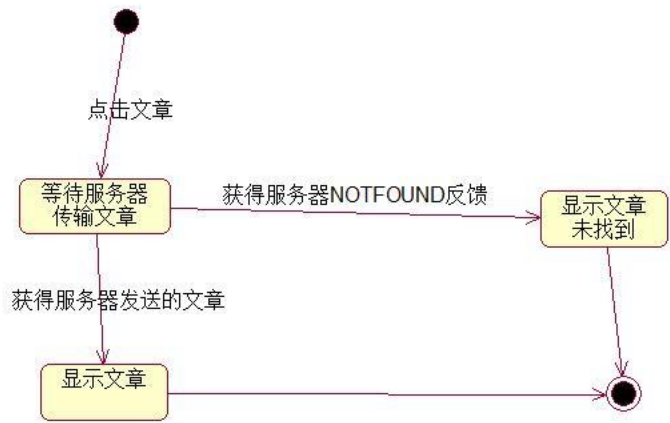 点击文章
等待服务器
传输文章
获得服务器NOTFOUND反馈
显示文章
未找到
获得服务器发送的文章
显示文章